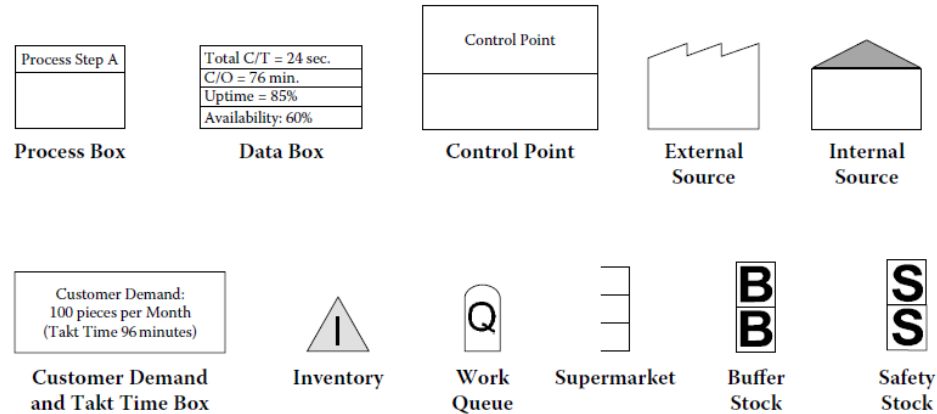 Process Step A
Total C/T = 24 sec.
C/O = 76 min.
Uptime = 85%
Availability: 60%
Control Point
Process Box
Data Box
Control Point
External
Source
Internal
Source
Customer Demand:
100 pieces per Month
(Takt Time 96 minutes)
I
Q
B
B
S
S
Customer Demand
and Takt Time Box
Inventory
Work
Queue
Supermarket
Buffer
Stock
Safety
Stock